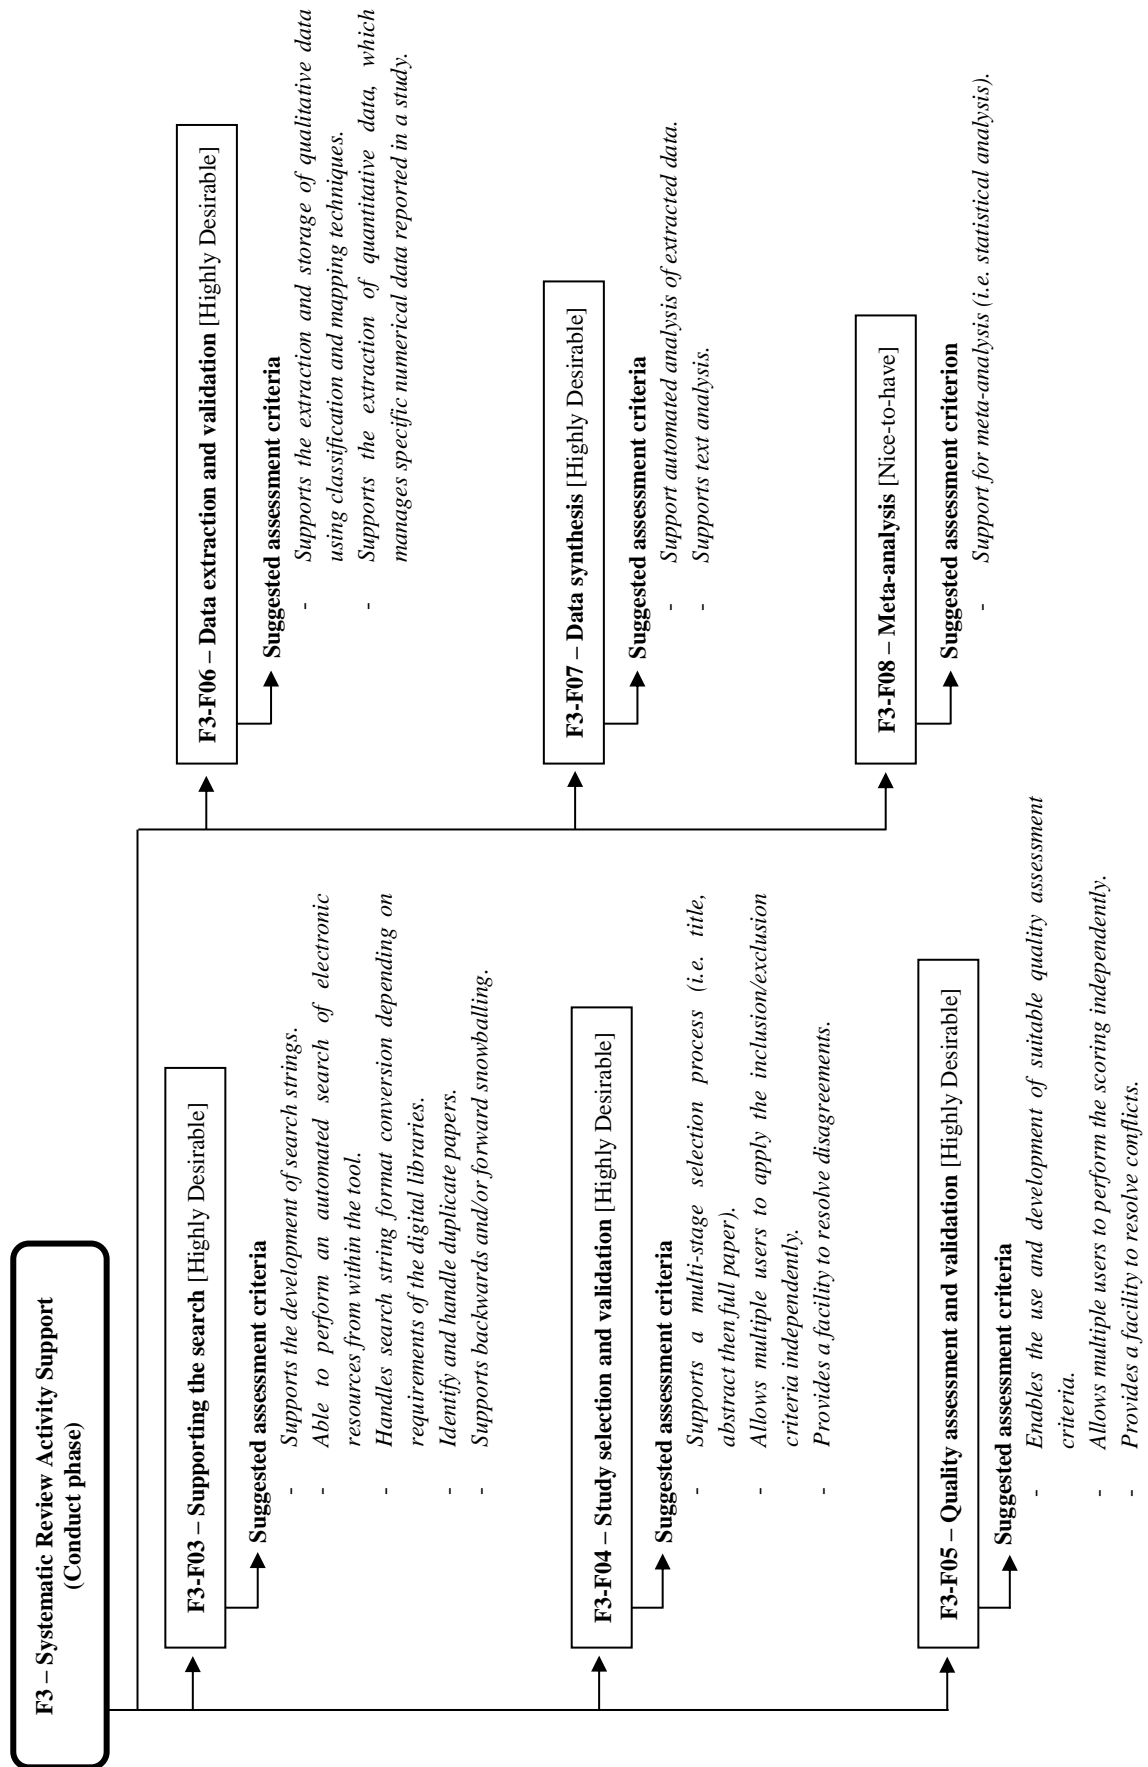 F3 – Systematic Review Activity Support
(Conduct phase)
F3-F03 – Supporting the search [Highly Desirable]
Suggested assessment criteria
- Supports the development of search strings.
- Able to perform an automated search of electronic
resources from within the tool.
- Handles search string format conversion depending on
requirements of the digital libraries.
- Identify and handle duplicate papers.
- Supports backwards and/or forward snowballing.
F3-F04 – Study selection and validation [Highly Desirable]
Suggested assessment criteria
- Supports a multi-stage selection process (i.e. title,
abstract then full paper).
- Allows multiple users to apply the inclusion/exclusion
criteria independently.
- Provides a facility to resolve disagreements.
F3-F05 – Quality assessment and validation [Highly Desirable]
Suggested assessment criteria
- Enables the use and development of suitable quality assessment
criteria.
- Allows multiple users to perform the scoring independently.
- Provides a facility to resolve conflicts.
F3-F06 – Data extraction and validation [Highly Desirable]
Suggested assessment criteria
- Supports the extraction and storage of qualitative data
using classification and mapping techniques.
- Supports the extraction of quantitative data, which
manages specific numerical data reported in a study.
F3-F07 – Data synthesis [Highly Desirable]
Suggested assessment criteria
- Support automated analysis of extracted data.
- Supports text analysis.
F3-F08 – Meta-analysis [Nice-to-have]
Suggested assessment criterion
- Support for meta-analysis (i.e. statistical analysis).